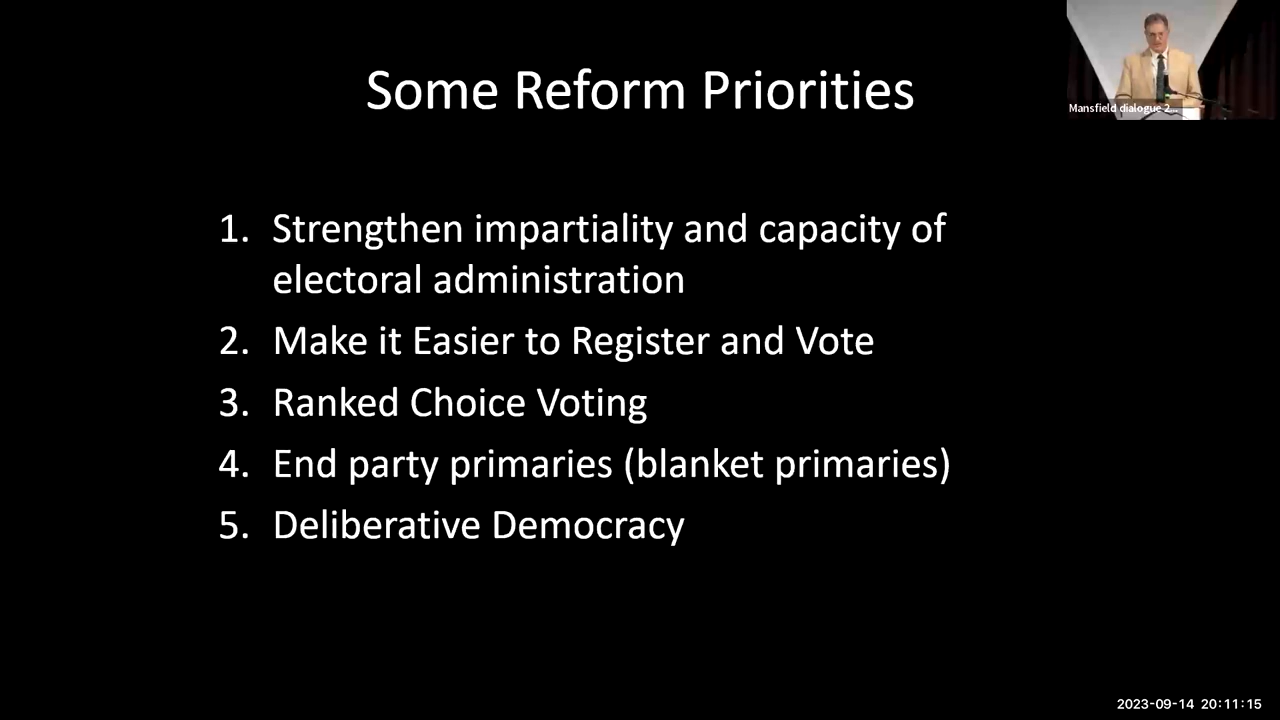 Some Reform Priorities
Mansfield dialogue 2...
1. Strengthen impartiality and capacity of
electoral administration
2. Make it Easier to Register and Vote
3. Ranked Choice Voting
4. End party primaries (blanket primaries)
5. Deliberative Democracy
2023-09-14 20:11:15